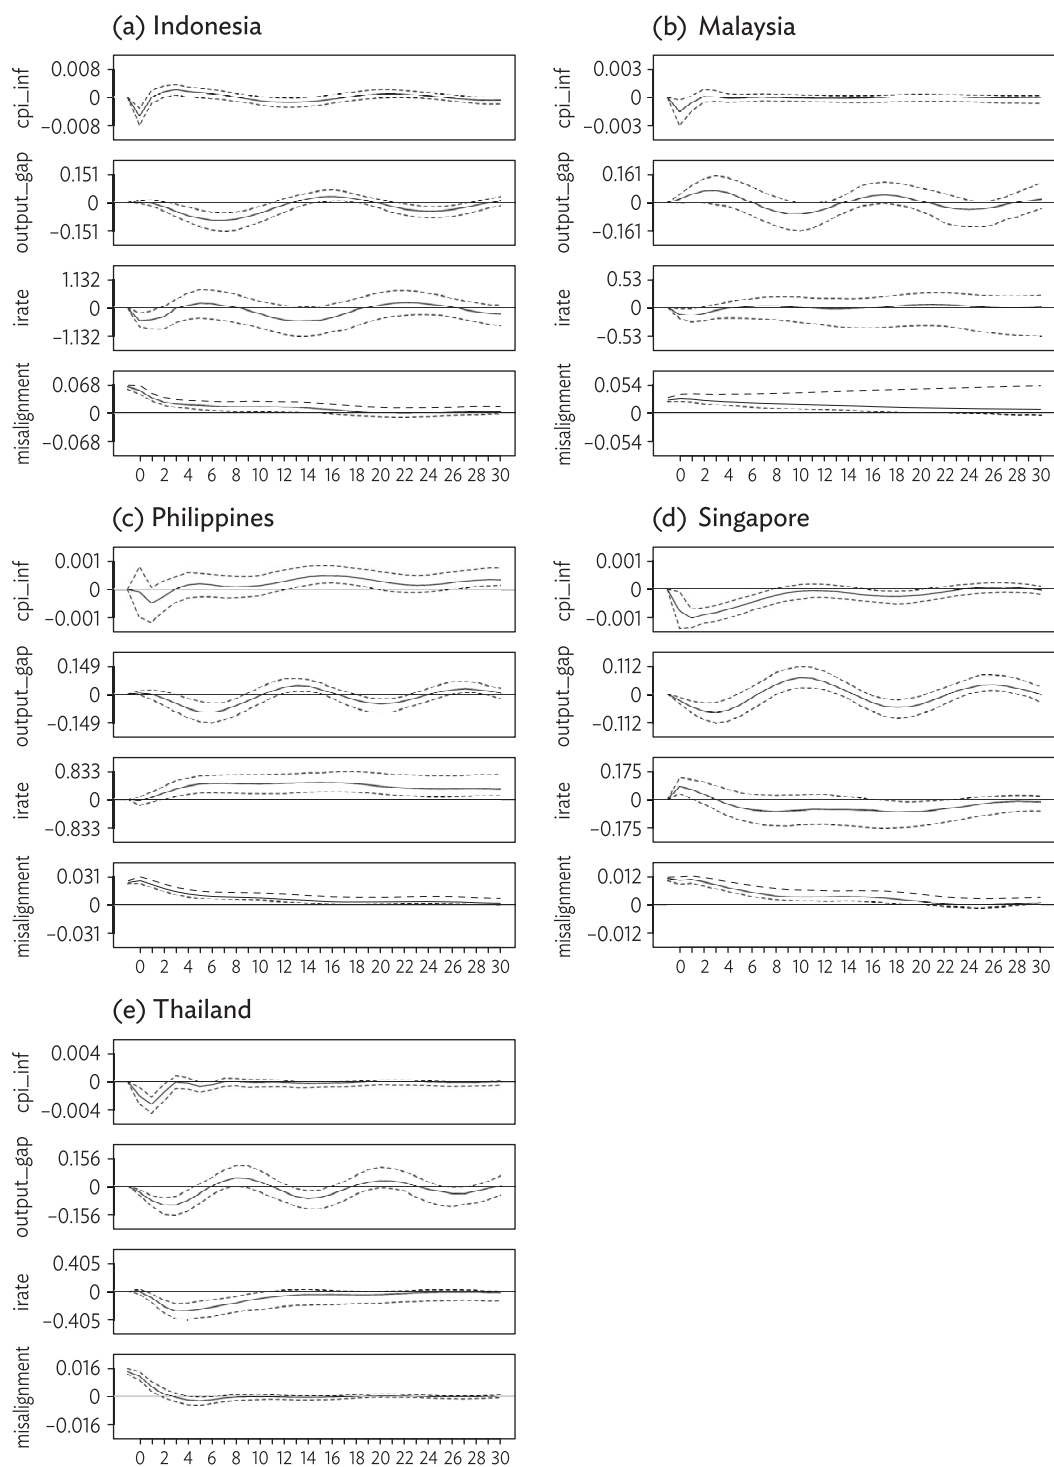 (a) Indonesia
cpi_inf
0.008
0
−0.008
output_gap
0.151
0
−0.151
irate
1.132
0
−1.132
misalignment
0.068
0
−0.068
0 2 4 6 8 10 12 14 16 18 20 22 24 26 28 30
(b) Malaysia
cpi_inf
0.003
0
−0.003
output_gap
0.161
0
−0.161
irate
0.53
0
−0.53
misalignment
0.054
0
−0.054
0 2 4 6 8 10 12 14 16 18 20 22 24 26 28 30
(c) Philippines
cpi_inf
0.001
0
−0.001
output_gap
0.149
0
−0.149
irate
0.833
0
−0.833
misalignment
0.031
0
−0.031
0 2 4 6 8 10 12 14 16 18 20 22 24 26 28 30
(d) Singapore
cpi_inf
0.001
0
−0.001
output_gap
0.112
0
−0.112
irate
0.175
0
−0.175
misalignment
0.012
0
−0.012
0 2 4 6 8 10 12 14 16 18 20 22 24 26 28 30
(e) Thailand
cpi_inf
0.004
0
−0.004
output_gap
0.156
0
−0.156
irate
0.405
0
−0.405
misalignment
0.016
0
−0.016
0 2 4 6 8 10 12 14 16 18 20 22 24 26 28 30